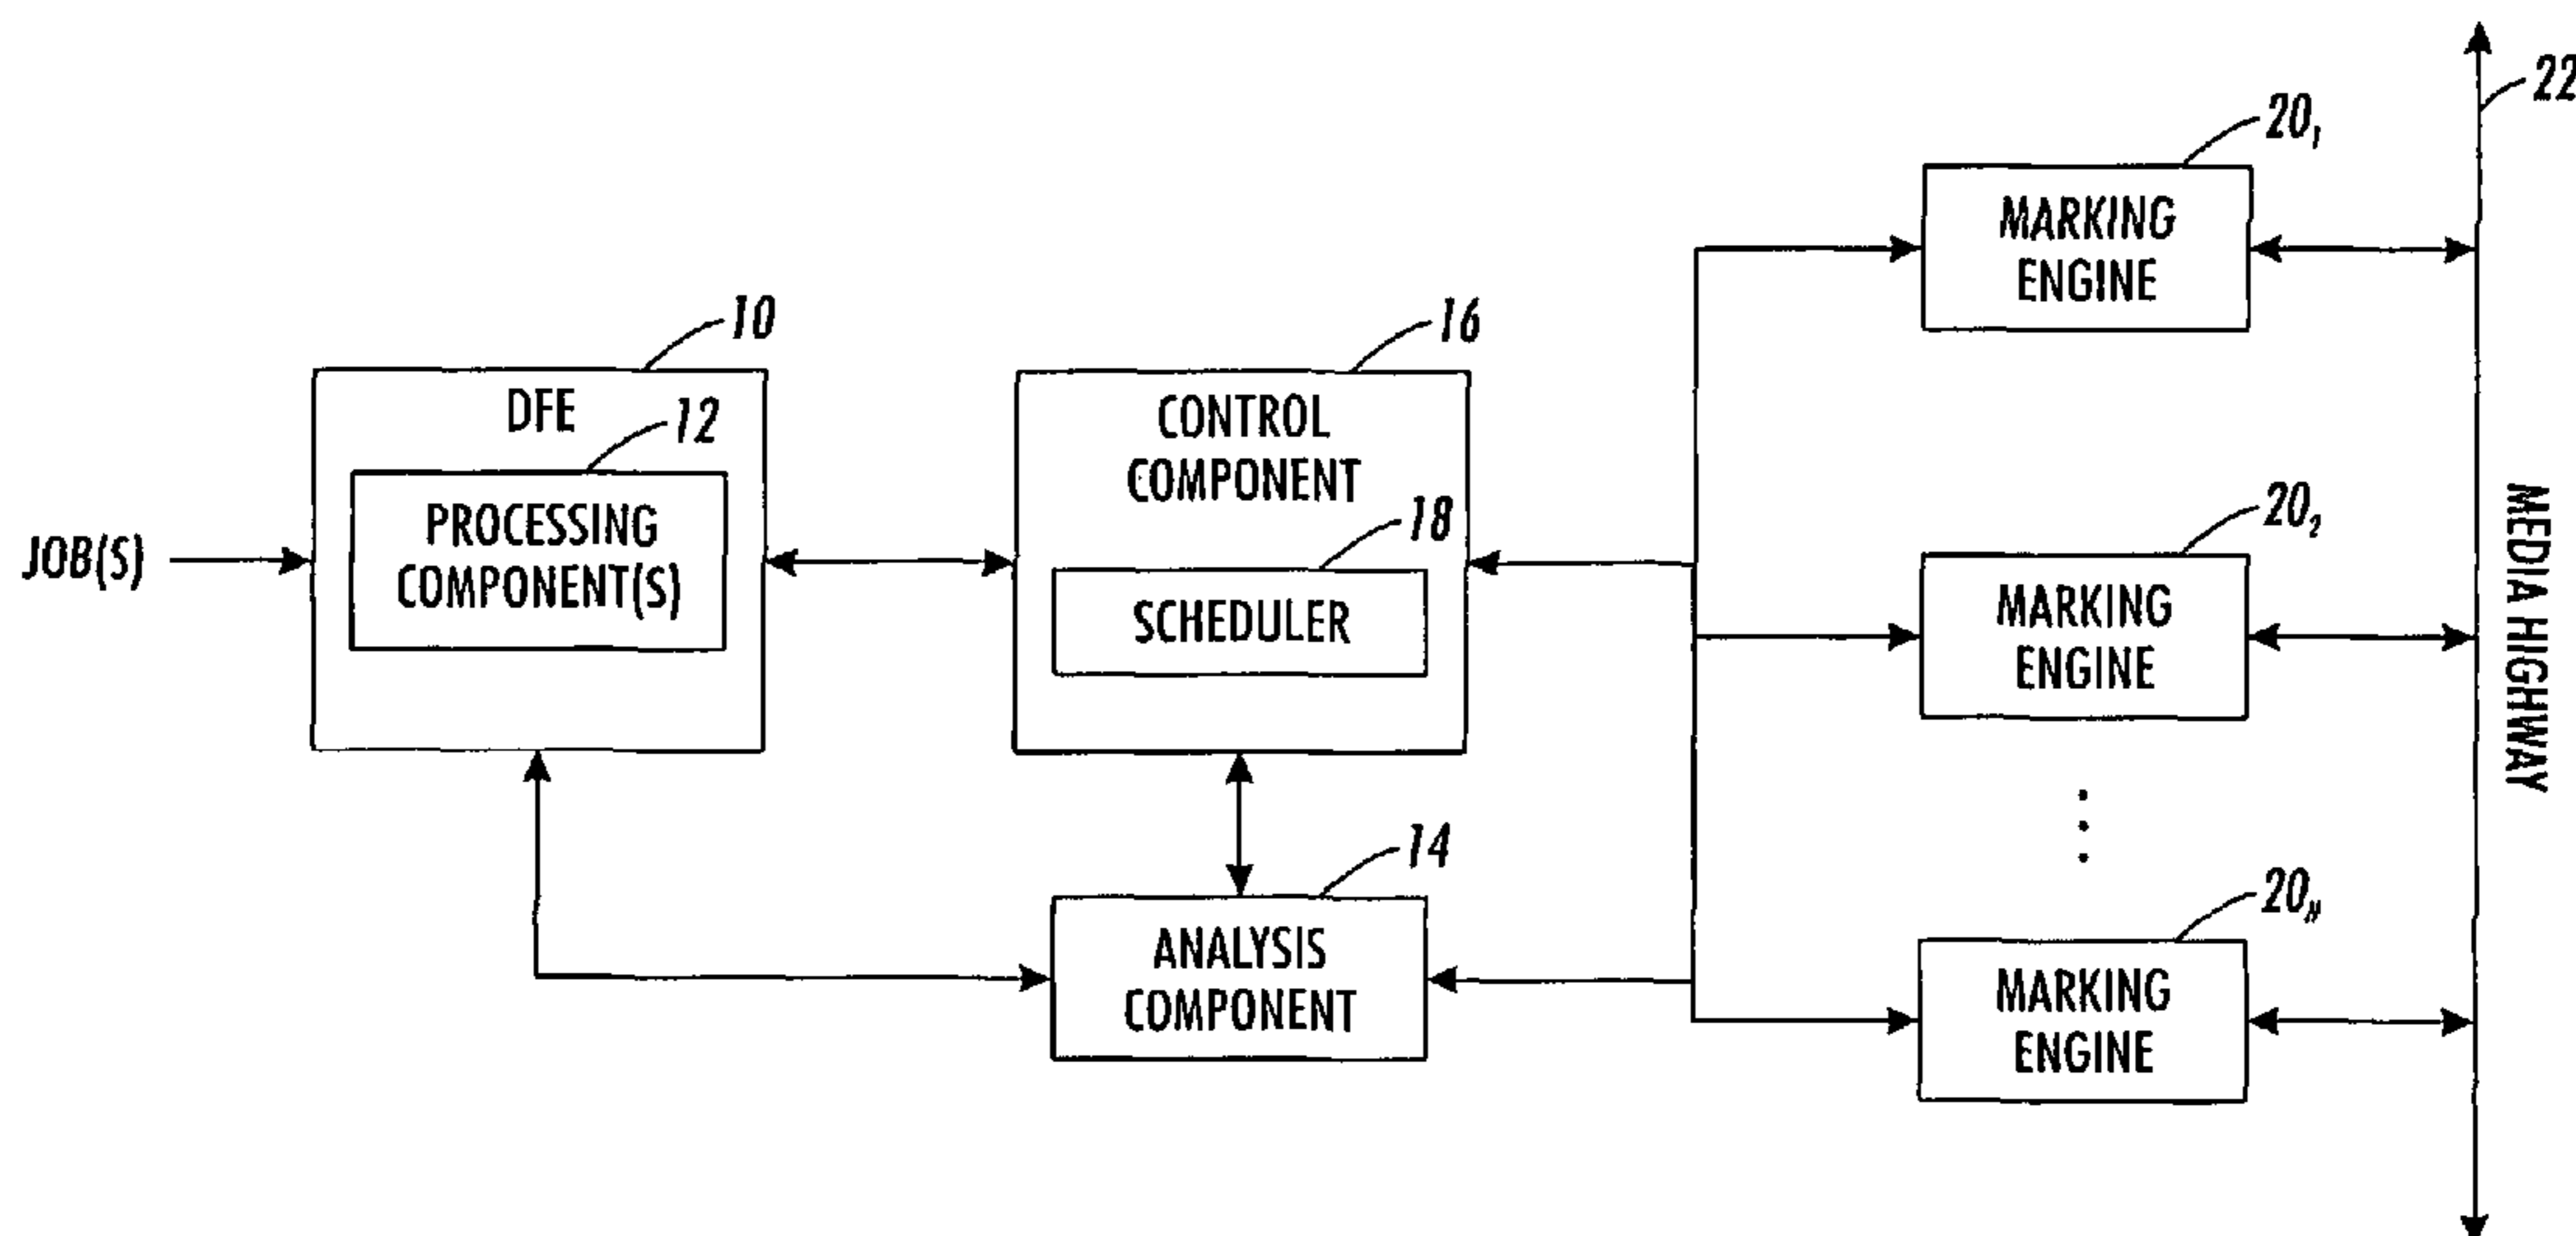 JOB(S)
10
DFE
12
PROCESSING
COMPONENT(S)
16
CONTROL
COMPONENT
18
SCHEDULER
14
ANALYSIS
COMPONENT
20₁
MARKING
ENGINE
20₂
MARKING
ENGINE
20N
MARKING
ENGINE
22
MEDIA HIGHWAY